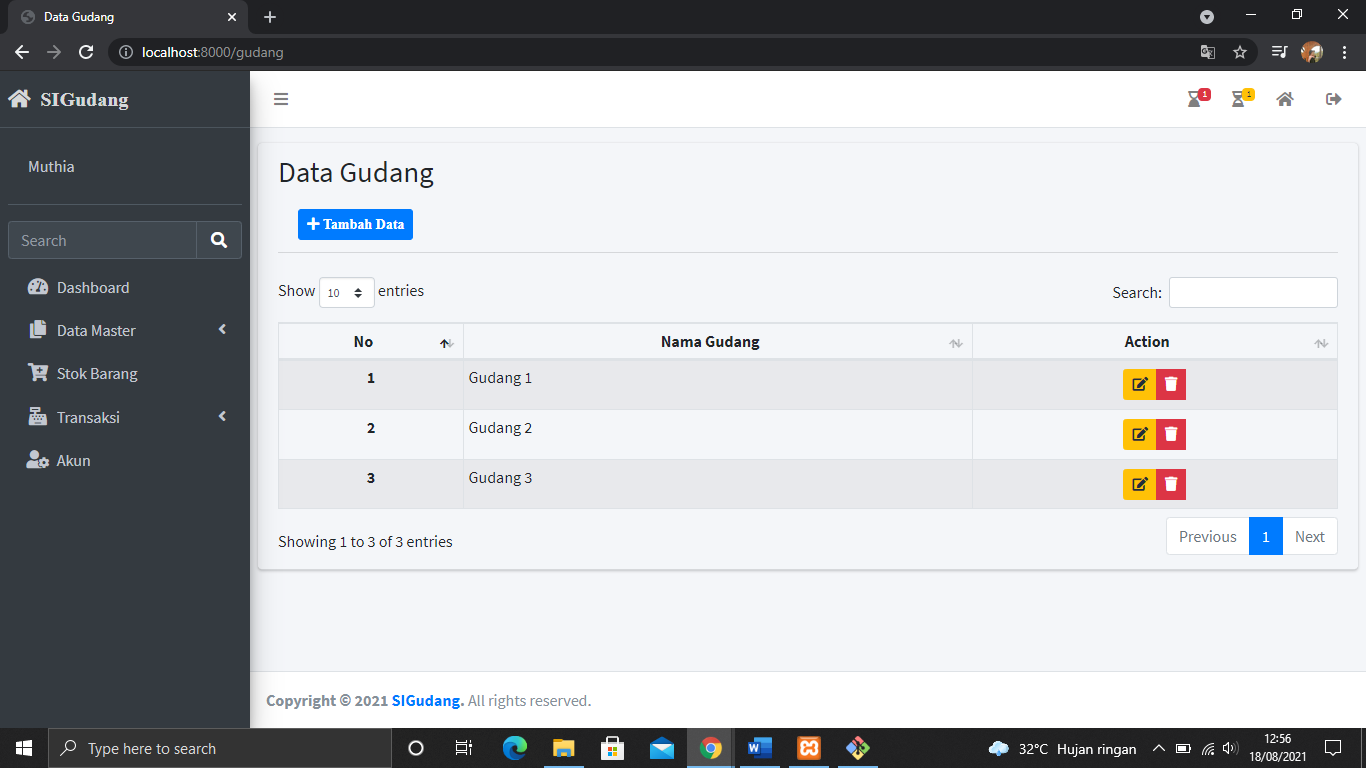 Data Gudang
localhost:8000/gudang
SIGudang
1 1
Muthia
Search
Dashboard
Data Master
Stok Barang
Transaksi
Akun
Data Gudang
Tambah Data
Show 10 entries
Search:
No Nama Gudang Action
1 Gudang 1
2 Gudang 2
3 Gudang 3
Showing 1 to 3 of 3 entries
Previous 1 Next
Copyright © 2021 SIGudang. All rights reserved.
Type here to search
32°C Hujan ringan
12:56
18/08/2021